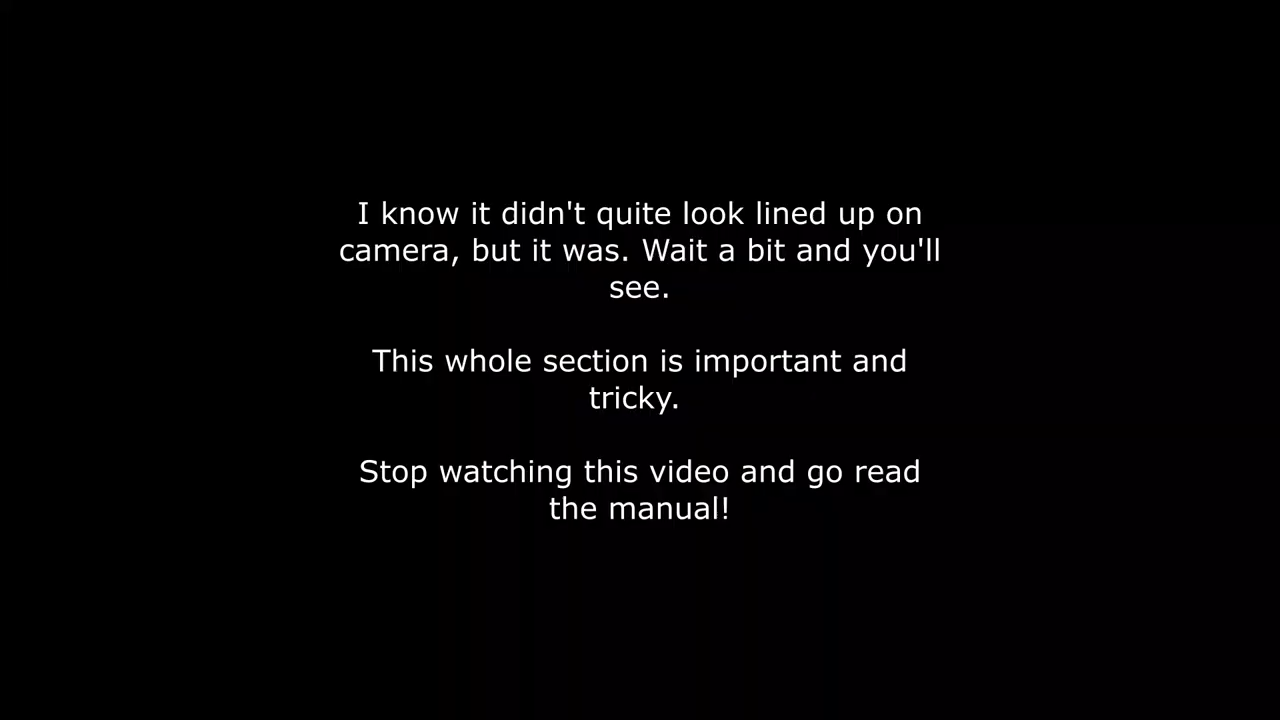 I know it didn't quite look lined up on
camera, but it was. Wait a bit and you'll
see.
This whole section is important and
tricky.
Stop watching this video and go read
the manual!